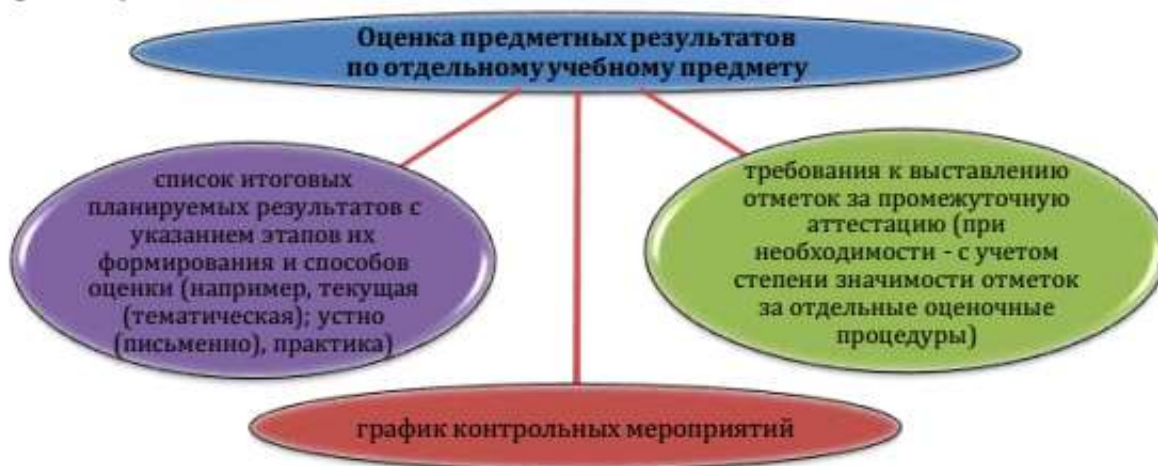 Оценка предметных результатов
по отдельному учебному предмету
список итоговых
планируемых результатов с
указанием этапов их
формирования и способов
оценки (например, текущая
(тематическая); устно
(письменно), практика)
требования к выставлению
отметок за промежуточную
аттестацию (при
необходимости - с учетом
степени значимости отметок
за отдельные оценочные
процедуры)
график контрольных мероприятий